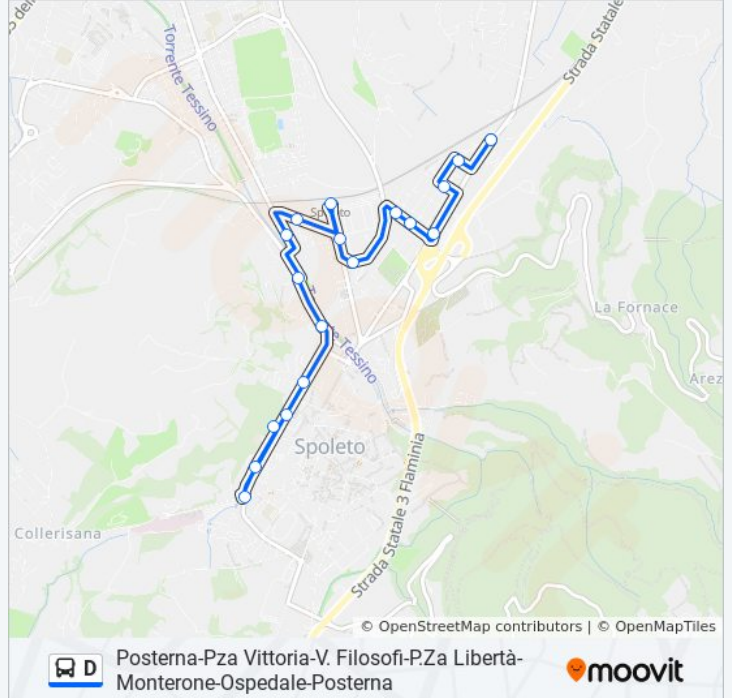 Torrente Tessino
Strada Statale
Spoleto
La Fornace
Tessino
Arez
Spoleto
Strada Statale 3 Flaminia
Collerisana
© OpenStreetMap contributors | © OpenMapTiles
D
Posterna-Pza Vittoria-V. Filosofi-P.Za Libertà-
Monterone-Ospedale-Posterna
moovit